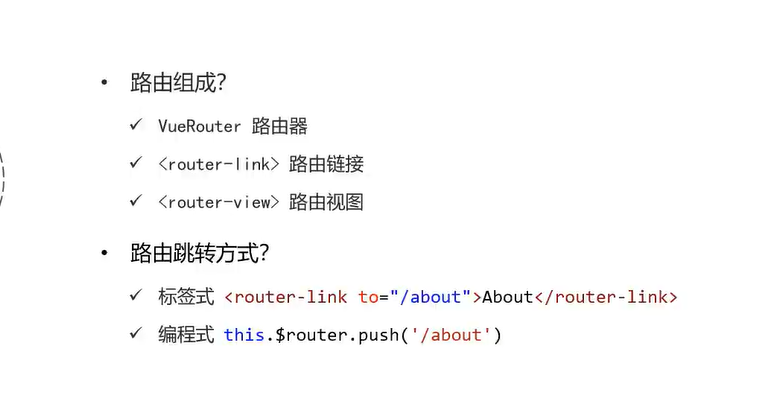 • 路由组成?
✓ VueRouter 路由器
✓ <router-link> 路由链接
✓ <router-view> 路由视图
• 路由跳转方式?
✓ 标签式 <router-link to="/about">About</router-link>
✓ 编程式 this.$router.push('/about')